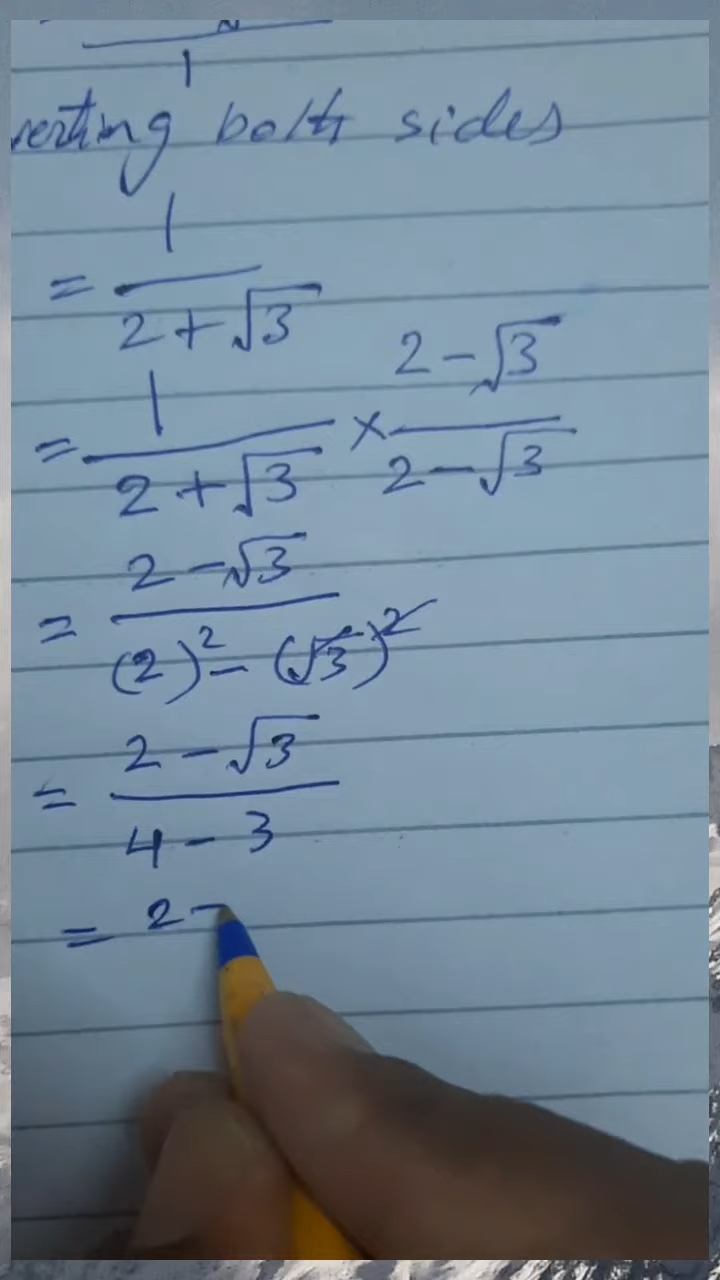 1
verting both sides
= 1 / 2 + √3
= 1 / 2 + √3 × 2 - √3 / 2 - √3
= 2 - √3 / (2)² - (√3)²
= 2 - √3 / 4 - 3
= 2 -